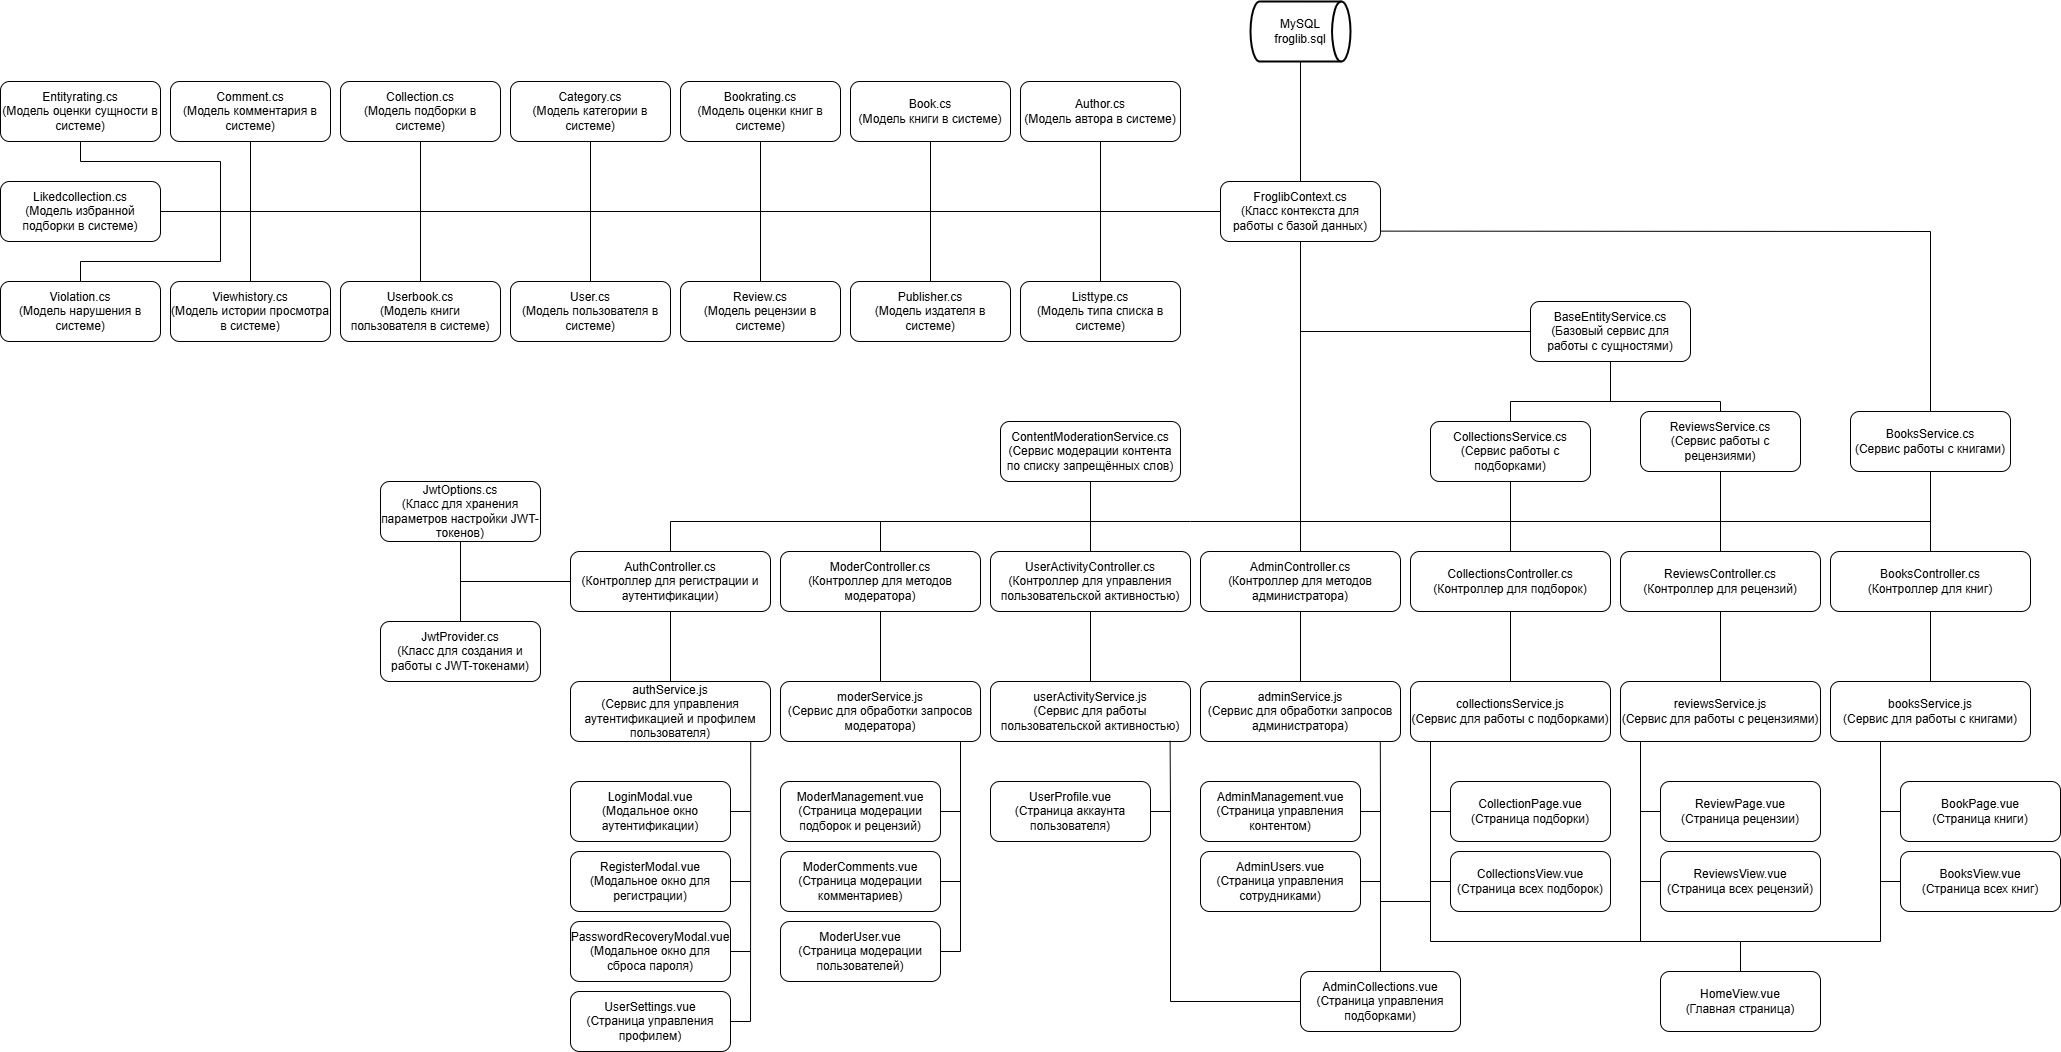 MySQL
froglib.sql
Entityrating.cs
(Модель оценки сущности в
системе)
Comment.cs
(Модель комментария в
системе)
Collection.cs
(Модель подборки в
системе)
Category.cs
(Модель категории в
системе)
Bookrating.cs
(Модель оценки книг в
системе)
Book.cs
(Модель книги в системе)
Author.cs
(Модель автора в системе)
Likedcollection.cs
(Модель избранной
подборки в системе)
FroglibContext.cs
(Класс контекста для
работы с базой данных)
Violation.cs
(Модель нарушения в
системе)
Viewhistory.cs
(Модель истории просмотра
в системе)
Userbook.cs
(Модель книги
пользователя в системе)
User.cs
(Модель пользователя в
системе)
Review.cs
(Модель рецензии в
системе)
Publisher.cs
(Модель издателя в
системе)
Listtype.cs
(Модель типа списка в
системе)
BaseEntityService.cs
(Базовый сервис для
работы с сущностями)
ContentModerationService.cs
(Сервис модерации контента
по списку запрещённых слов)
CollectionsService.cs
(Сервис работы с
подборками)
ReviewsService.cs
(Сервис работы с
рецензиями)
BooksService.cs
(Сервис работы с книгами)
JwtOptions.cs
(Класс для хранения
параметров настройки JWT-
токенов)
AuthController.cs
(Контроллер для регистрации и
аутентификации)
ModerController.cs
(Контроллер для методов
модератора)
UserActivityController.cs
(Контроллер для управления
пользовательской активностью)
AdminController.cs
(Контроллер для методов
администратора)
CollectionsController.cs
(Контроллер для подборок)
ReviewsController.cs
(Контроллер для рецензий)
BooksController.cs
(Контроллер для книг)
JwtProvider.cs
(Класс для создания и
работы с JWT-токенами)
authService.js
(Сервис для управления
аутентификацией и профилем
пользователя)
moderService.js
(Сервис для обработки запросов
модератора)
userActivityService.js
(Сервис для работы
пользовательской активностью)
adminService.js
(Сервис для обработки запросов
администратора)
collectionsService.js
(Сервис для работы с подборками)
reviewsService.js
(Сервис для работы с рецензиями)
booksService.js
(Сервис для работы с книгами)
LoginModal.vue
(Модальное окно
аутентификации)
ModerManagement.vue
(Страница модерации
подборок и рецензий)
UserProfile.vue
(Страница аккаунта
пользователя)
AdminManagement.vue
(Страница управления
контентом)
CollectionPage.vue
(Страница подборки)
ReviewPage.vue
(Страница рецензии)
BookPage.vue
(Страница книги)
RegisterModal.vue
(Модальное окно для
регистрации)
ModerComments.vue
(Страница модерации
комментариев)
AdminUsers.vue
(Страница управления
сотрудниками)
CollectionsView.vue
(Страница всех подборок)
ReviewsView.vue
(Страница всех рецензий)
BooksView.vue
(Страница всех книг)
PasswordRecoveryModal.vue
(Модальное окно для
сброса пароля)
ModerUser.vue
(Страница модерации
пользователей)
UserSettings.vue
(Страница управления
профилем)
AdminCollections.vue
(Страница управления
подборками)
HomeView.vue
(Главная страница)